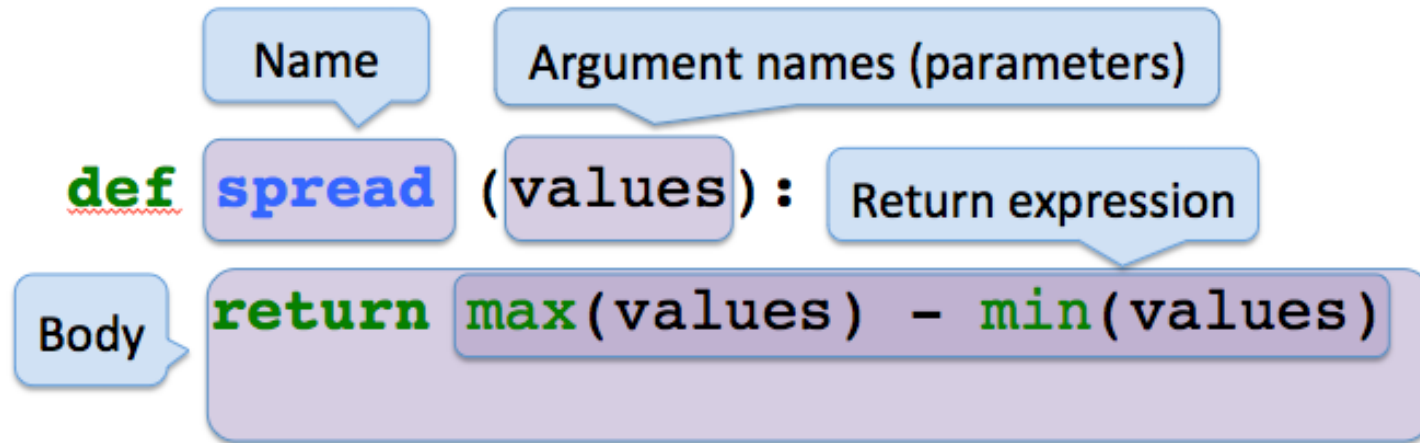 Name
Argument names (parameters)
def spread (values):
Return expression
Body
return max(values) - min(values)